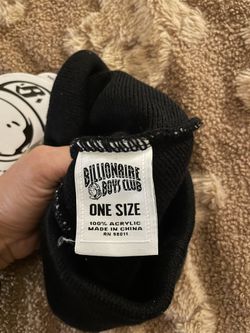 BILLIONAIRE
BOYS CLUB
ONE SIZE
100% ACRYLIC
MADE IN CHINA
RN 98011